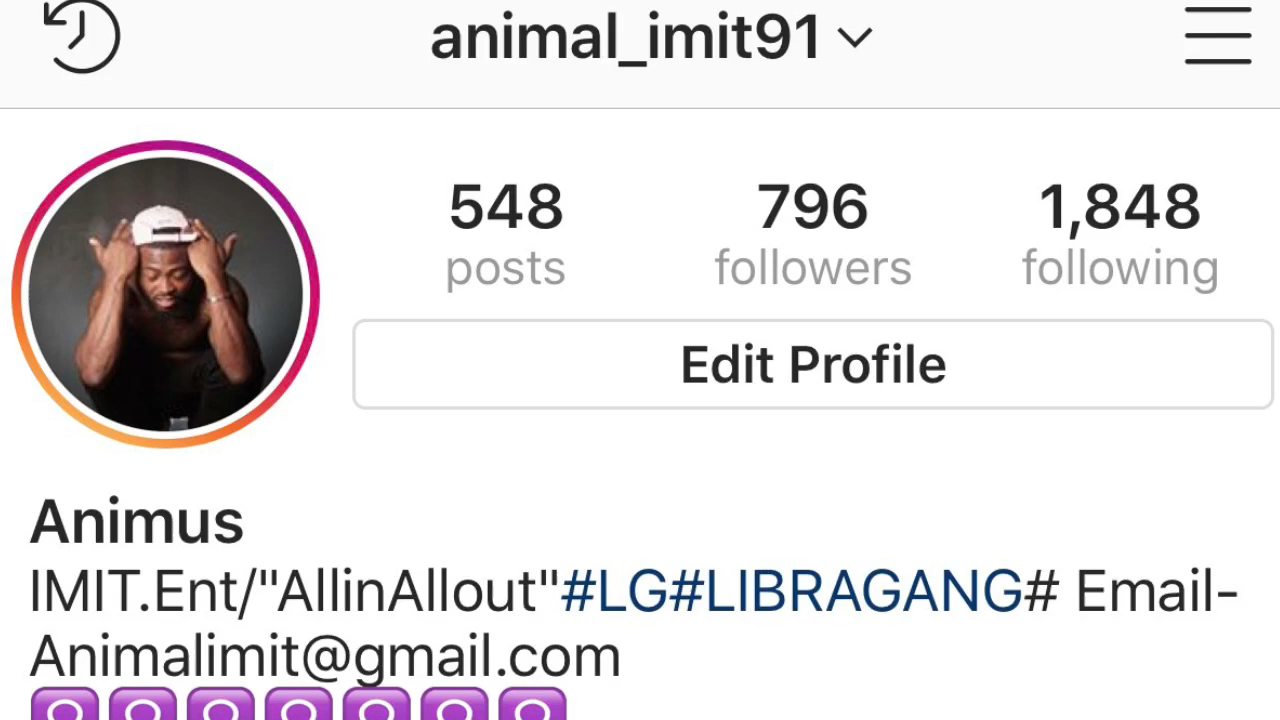 animal_imit91
548 796 1,848
posts followers following
Edit Profile
Animus
IMIT.Ent/"AllinAllout"#LG#LIBRAGANG# Email-
Animalimit@gmail.com